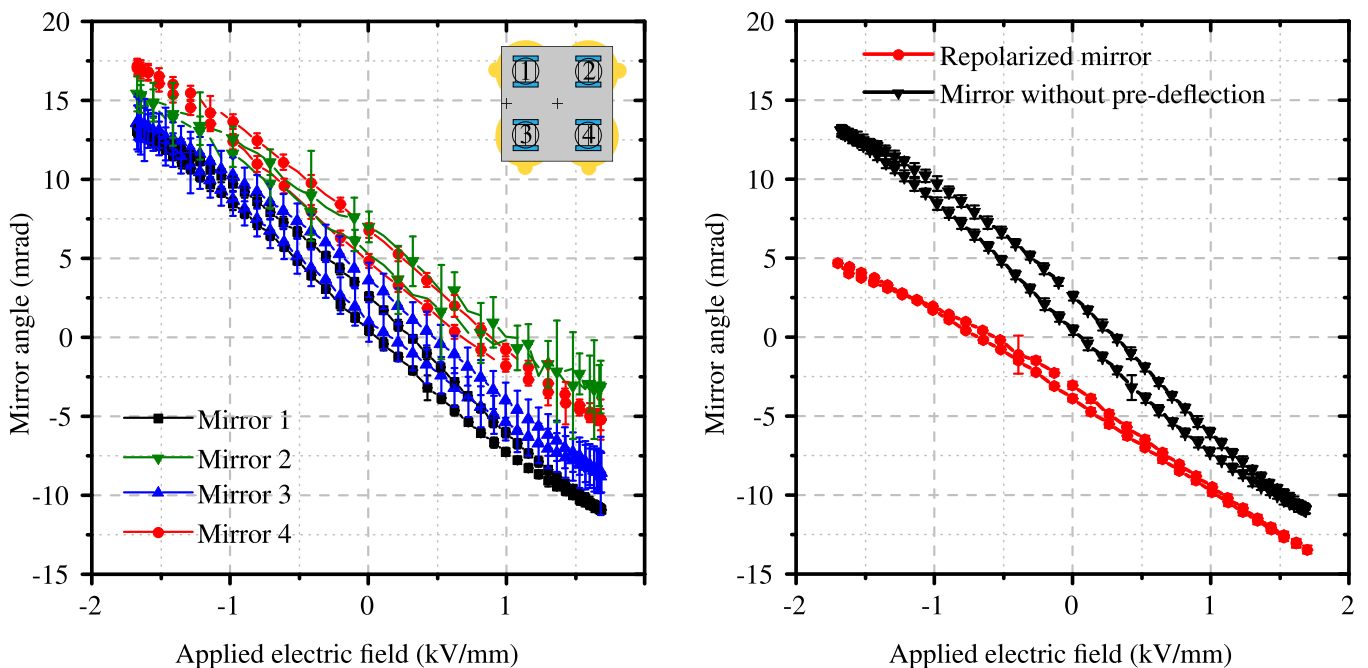 20
15
10
5
0
-5
-10
-15
Mirror angle (mrad)
1 2
3 4
Mirror 1
Mirror 2
Mirror 3
Mirror 4
-2 -1 0 1
Applied electric field (kV/mm)
20
15
10
5
0
-5
-10
-15
Mirror angle (mrad)
Repolarized mirror
Mirror without pre-deflection
-2 -1 0 1 2
Applied electric field (kV/mm)